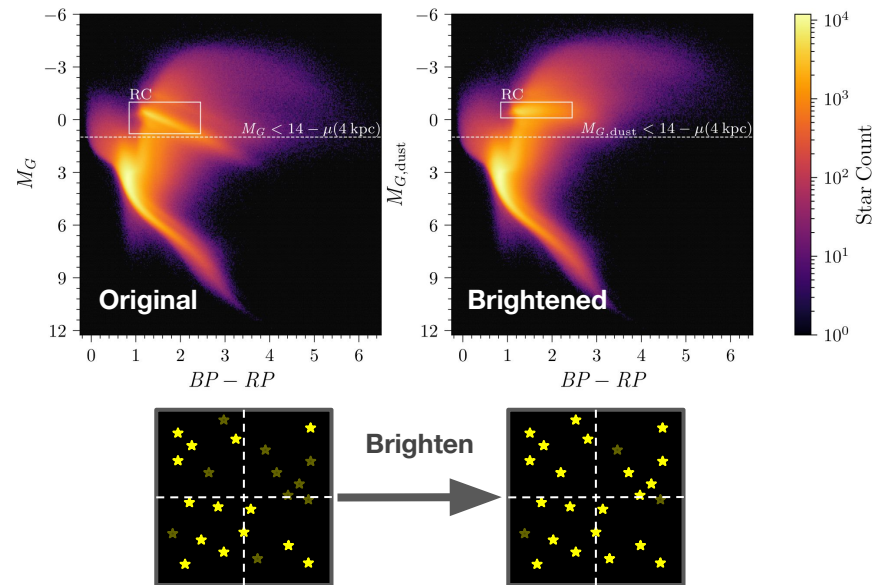 −6
−3
0
3
6
9
12
M_G
RC
M_G < 14 − μ(4 kpc)
Original
0
1
2
3
4
5
6
BP − RP
−6
−3
0
3
6
9
12
M_{G,dust}
RC
M_{G,dust} < 14 − μ(4 kpc)
Brightened
0
1
2
3
4
5
6
BP − RP
10^4
10^3
10^2
10^1
10^0
Star Count
Brighten